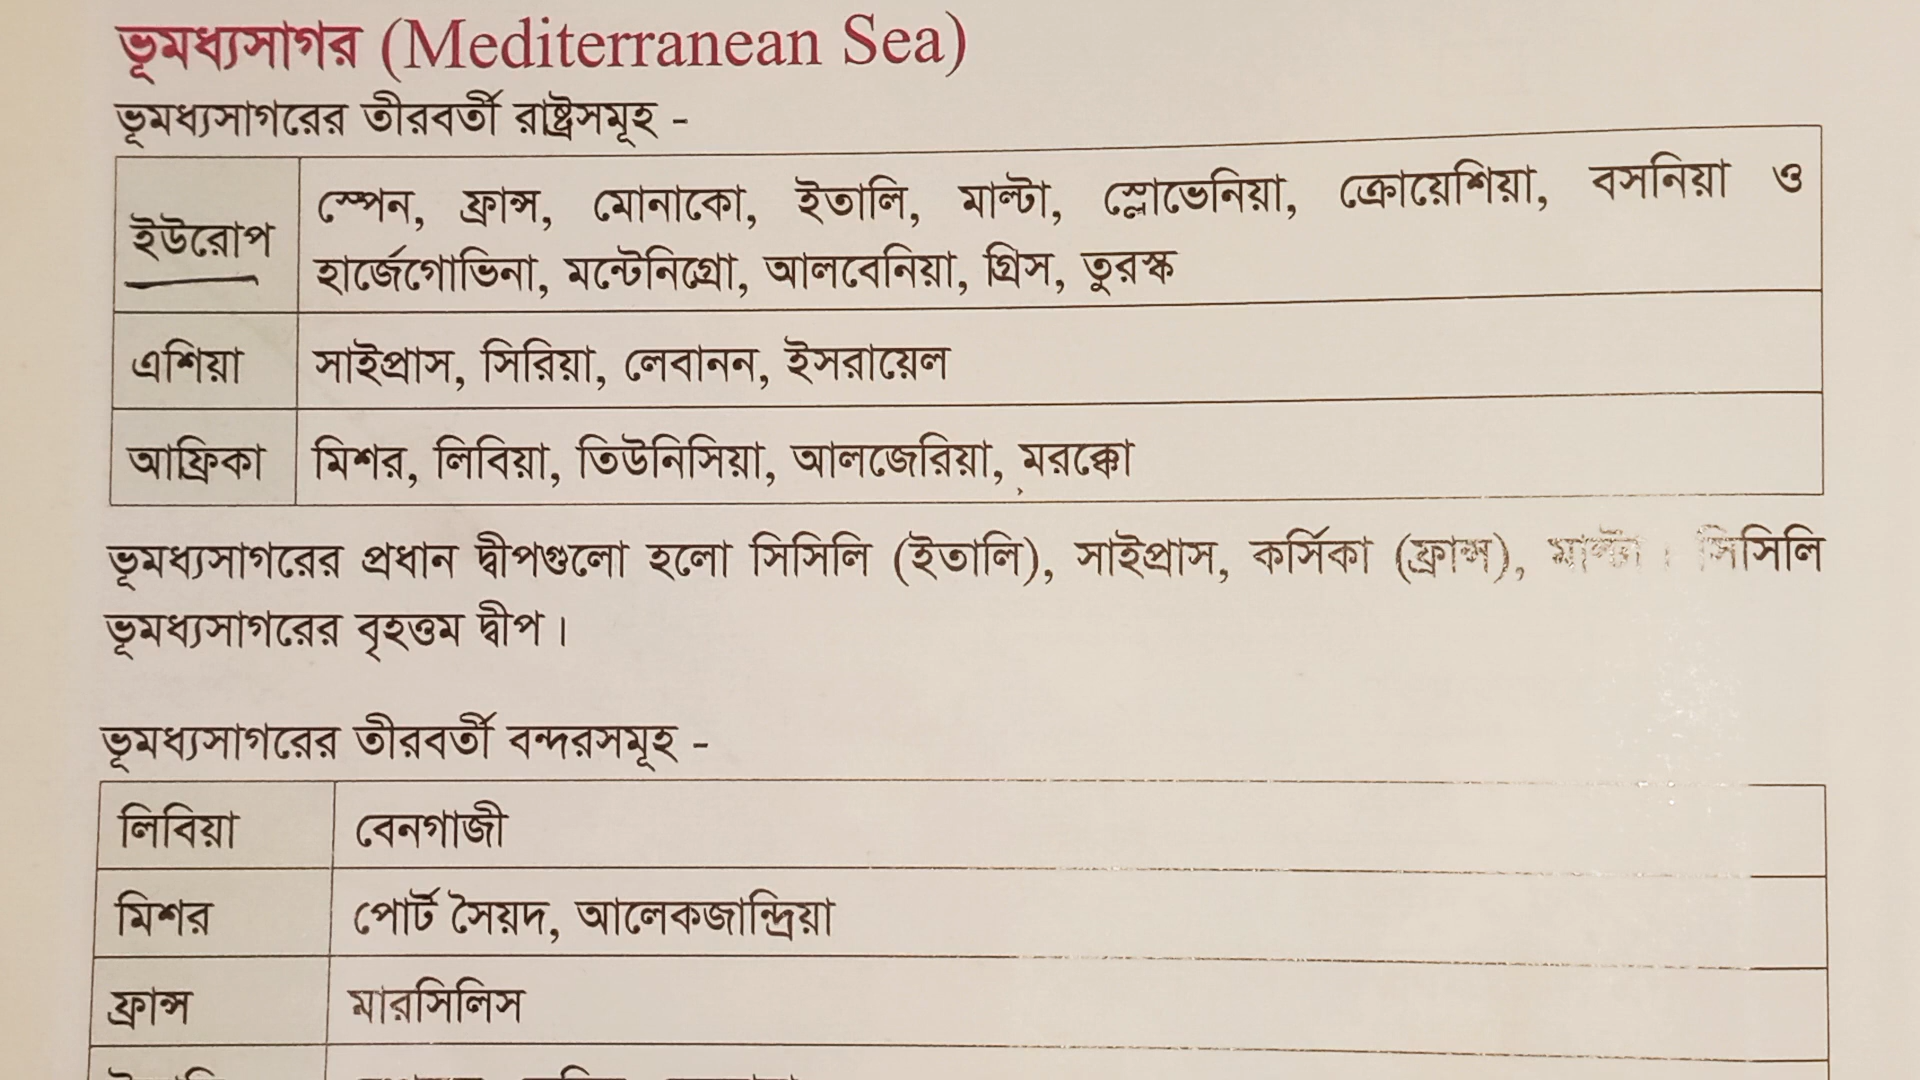 ভূমধ্যসাগর (Mediterranean Sea)
ভূমধ্যসাগরের তীরবর্তী রাষ্ট্রসমূহ -
ইউরোপ
স্পেন, ফ্রান্স, মোনাকো, ইতালি, মাল্টা, স্লোভেনিয়া, ক্রোয়েশিয়া, বসনিয়া ও
হার্জেগোভিনা, মন্টেনিগ্রো, আলবেনিয়া, গ্রিস, তুরস্ক
এশিয়া
সাইপ্রাস, সিরিয়া, লেবানন, ইসরায়েল
আফ্রিকা
মিশর, লিবিয়া, তিউনিসিয়া, আলজেরিয়া, মরক্কো
ভূমধ্যসাগরের প্রধান দ্বীপগুলো হলো সিসিলি (ইতালি), সাইপ্রাস, কর্সিকা (ফ্রান্স), মাল্টা। সিসিলি
ভূমধ্যসাগরের বৃহত্তম দ্বীপ।
ভূমধ্যসাগরের তীরবর্তী বন্দরসমূহ -
লিবিয়া
বেনগাজী
মিশর
পোর্ট সৈয়দ, আলেকজান্দ্রিয়া
ফ্রান্স
মারসিলিস